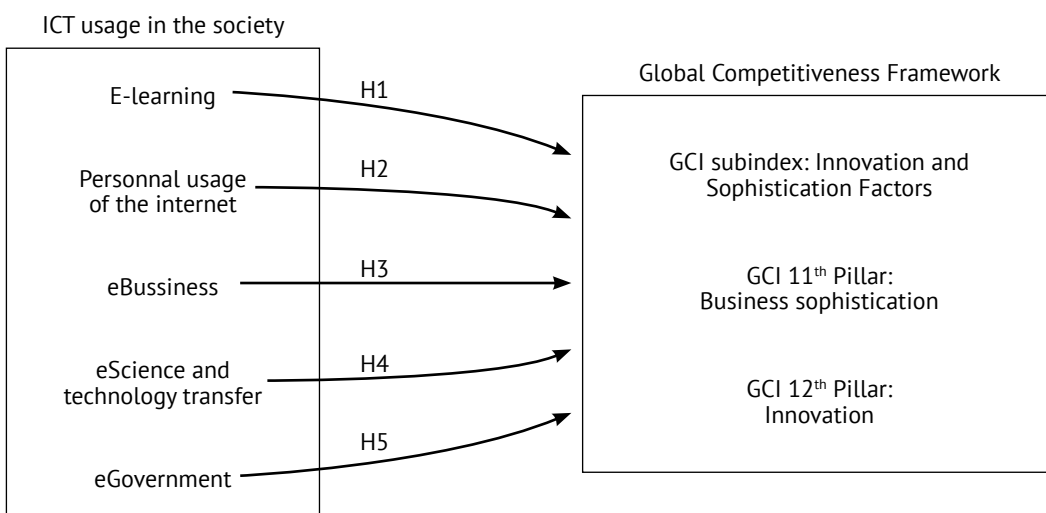 ICT usage in the society
E-learning
Personnal usage
of the internet
eBussiness
eScience and
technology transfer
eGovernment
H1
H2
H3
H4
H5
Global Competitiveness Framework
GCI subindex: Innovation and
Sophistication Factors
GCI 11th Pillar:
Business sophistication
GCI 12th Pillar:
Innovation